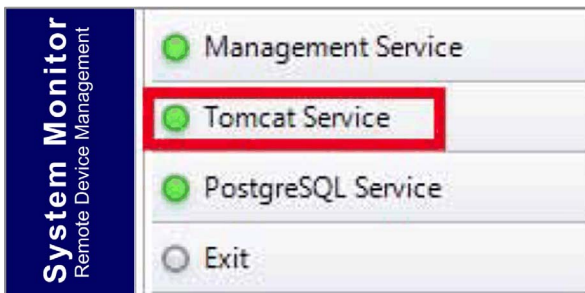 System Monitor
Remote Device Management
Management Service
Tomcat Service
PostgreSQL Service
Exit